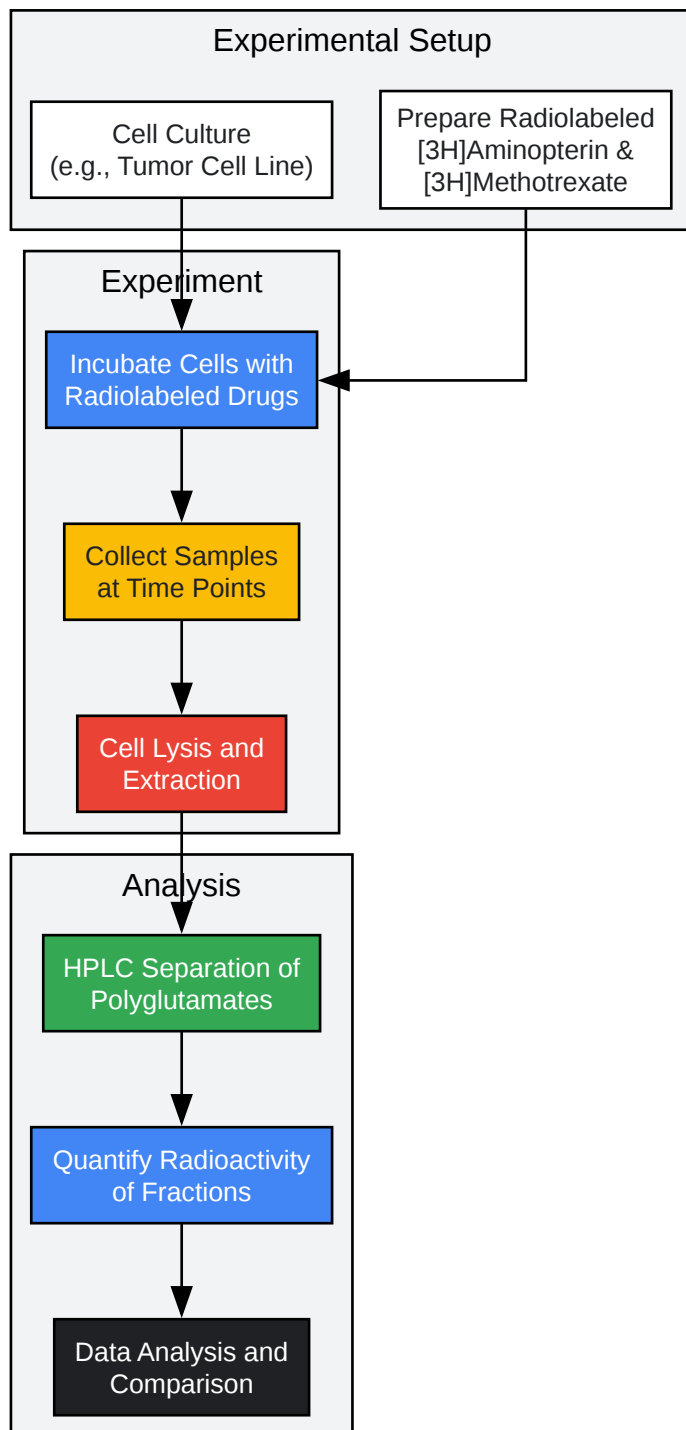 Experimental Setup
Cell Culture
(e.g., Tumor Cell Line)
Prepare Radiolabeled
[3H]Aminopterin &
[3H]Methotrexate
Experiment
Incubate Cells with
Radiolabeled Drugs
Collect Samples
at Time Points
Cell Lysis and
Extraction
Analysis
HPLC Separation of
Polyglutamates
Quantify Radioactivity
of Fractions
Data Analysis and
Comparison